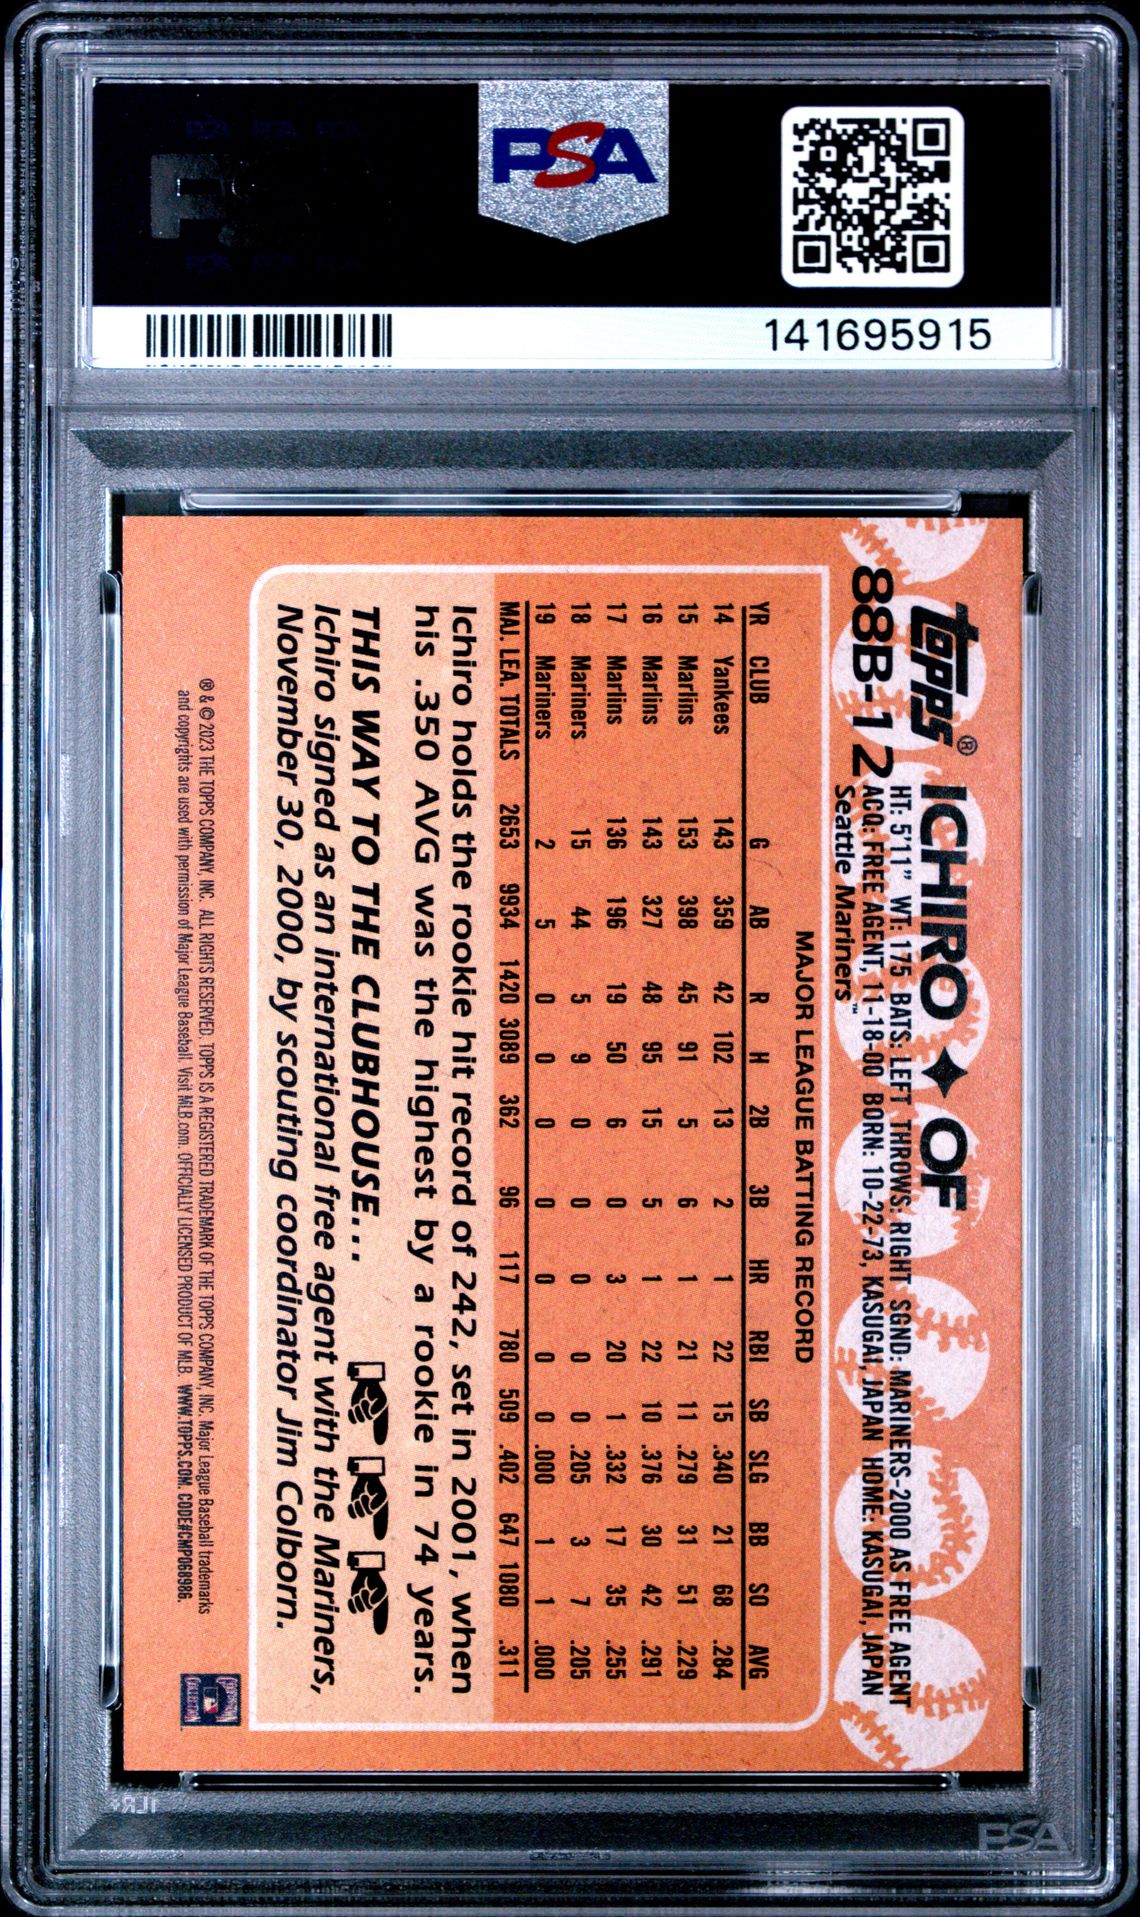 PSA
141695915
topps®
88B-12
ICHIRO ✦ OF
HT: 5'11" WT: 175 BATS: LEFT THROWS: RIGHT SGND: MARINERS-2000 AS FREE AGENT
ACQ: FREE AGENT, 11-18-00 BORN: 10-22-73, KASUGAI, JAPAN HOME: KASUGAI, JAPAN
Seattle Mariners™
MAJOR LEAGUE BATTING RECORD
YR CLUB G AB R H 2B 3B HR RBI SB SLG BB SO AVG
14 Yankees 143 359 42 102 13 2 1 22 15 .340 21 68 .284
15 Marlins 153 398 45 91 5 6 1 21 11 .279 31 51 .229
16 Marlins 143 327 48 95 15 5 1 22 10 .376 30 42 .291
17 Marlins 136 196 19 50 6 0 3 20 1 .332 17 35 .255
18 Mariners 15 44 5 9 0 0 0 0 0 .205 3 7 .205
19 Mariners 2 5 0 0 0 0 0 0 0 .000 1 1 .000
MAJ. LEA. TOTALS 2653 9934 1420 3089 362 96 117 780 509 .402 647 1080 .311
Ichiro holds the rookie hit record of 242, set in 2001, when
his .350 AVG was the highest by a rookie in 74 years.
THIS WAY TO THE CLUBHOUSE...
Ichiro signed as an international free agent with the Mariners,
November 30, 2000, by scouting coordinator Jim Colborn.
® & © 2023 THE TOPPS COMPANY, INC. ALL RIGHTS RESERVED. TOPPS IS A REGISTERED TRADEMARK OF THE TOPPS COMPANY, INC. Major League Baseball trademarks
and copyrights are used with permission of Major League Baseball. Visit MLB.com. OFFICIALLY LICENSED PRODUCT OF MLB. WWW.TOPPS.COM. CODE#CMP068986.
PSA